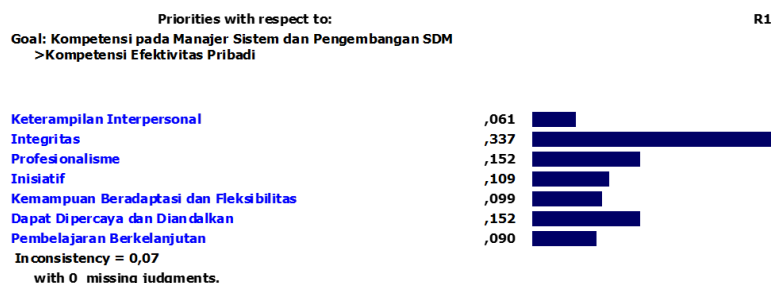 Priorities with respect to: R1
Goal: Kompetensi pada Manajer Sistem dan Pengembangan SDM
>Kompetensi Efektivitas Pribadi
Keterampilan Interpersonal ,061
Integritas ,337
Profesionalisme ,152
Inisiatif ,109
Kemampuan Beradaptasi dan Fleksibilitas ,099
Dapat Dipercaya dan Diandalkan ,152
Pembelajaran Berkelanjutan ,090
Inconsistency = 0,07
with 0 missing judgments.